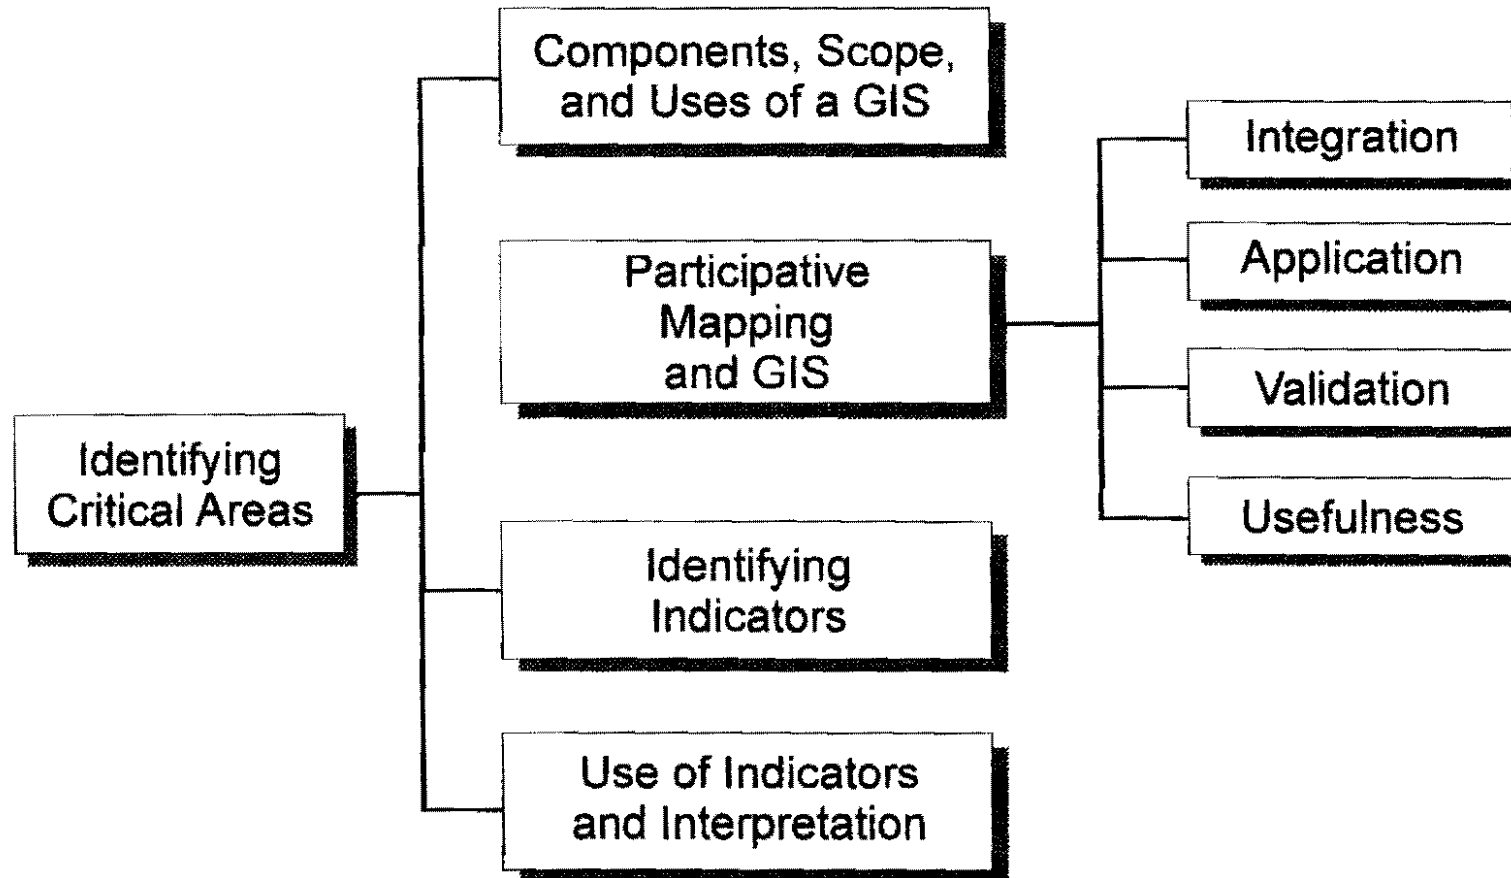 Components, Scope,
and Uses of a GIS
Integration
Application
Participative
Mapping
and GIS
Validation
Identifying
Critical Areas
Usefulness
Identifying
Indicators
Use of Indicators
and Interpretation